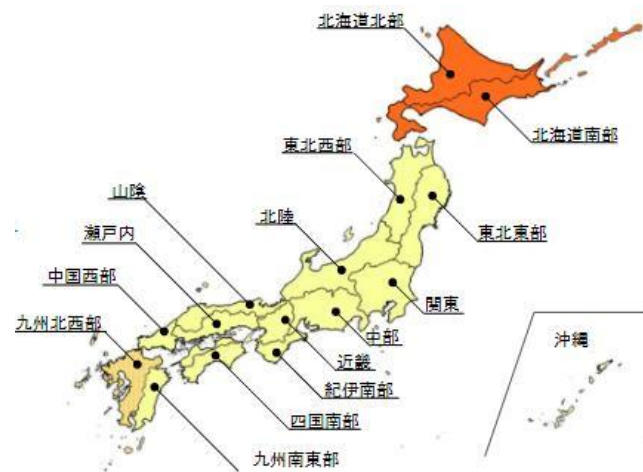 北海道北部
北海道南部
東北西部
山陰
北陸
東北東部
瀬戸内
中国西部
関東
九州北西部
中部
沖縄
近畿
紀伊南部
四国南部
九州南東部